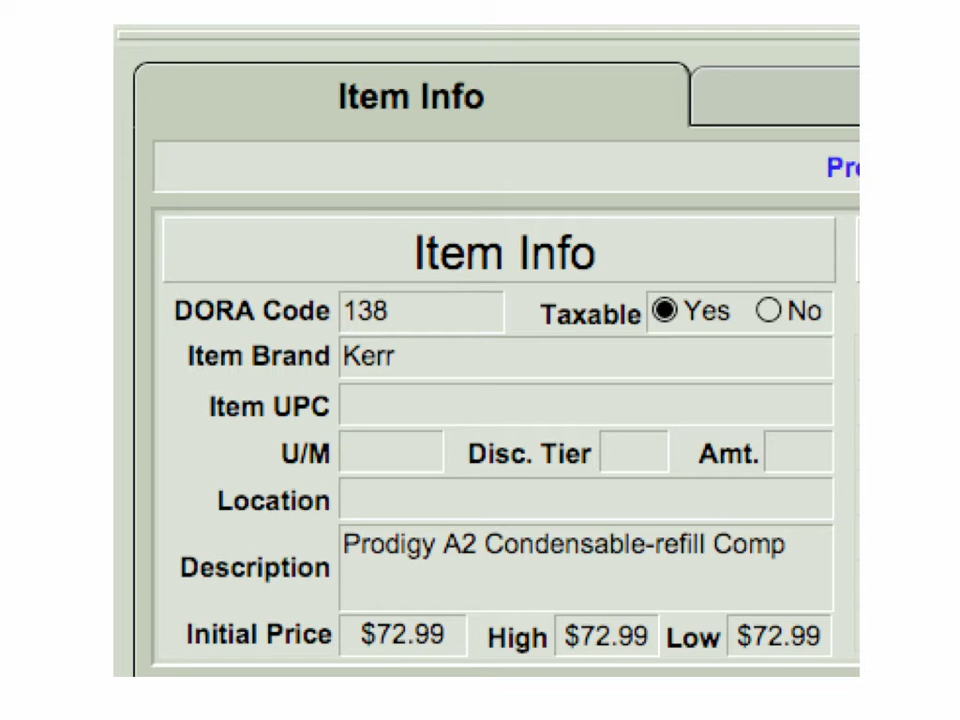 Item Info
Item Info
DORA Code 138 Taxable Yes No
Item Brand Kerr
Item UPC
U/M Disc. Tier Amt.
Location
Description Prodigy A2 Condensable-refill Comp
Initial Price $72.99 High $72.99 Low $72.99